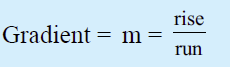 Gradient = m = rise/run